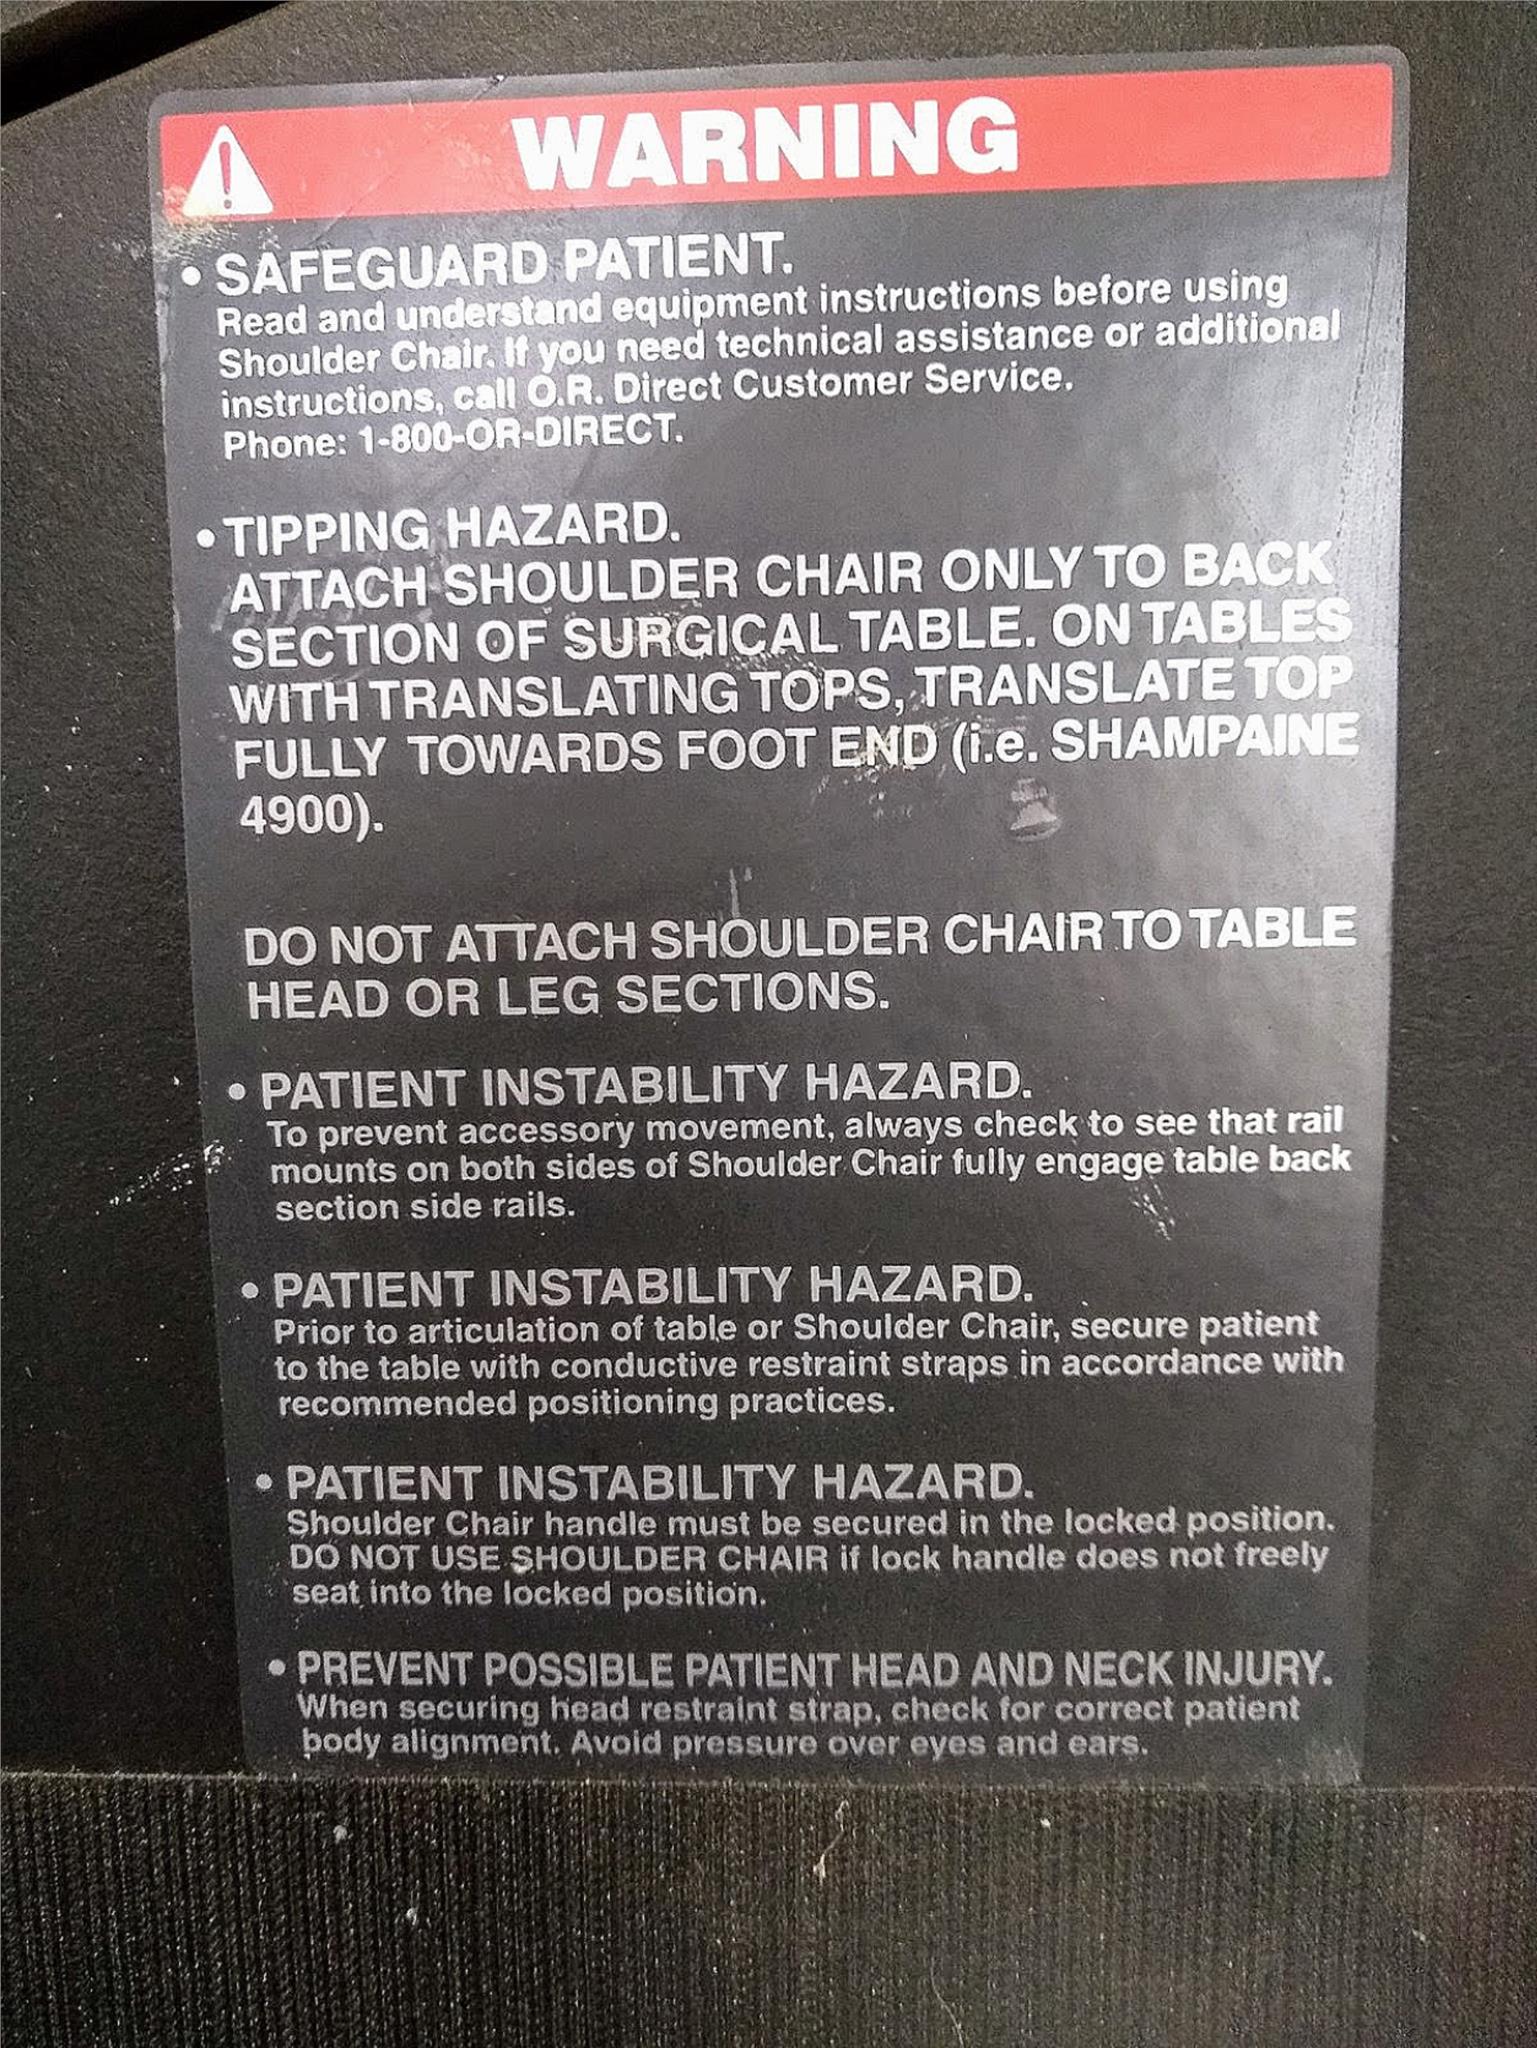 WARNING
• SAFEGUARD PATIENT.
Read and understand equipment instructions before using
Shoulder Chair. If you need technical assistance or additional
instructions, call O.R. Direct Customer Service.
Phone: 1-800-OR-DIRECT.
• TIPPING HAZARD.
ATTACH SHOULDER CHAIR ONLY TO BACK
SECTION OF SURGICAL TABLE. ON TABLES
WITH TRANSLATING TOPS, TRANSLATE TOP
FULLY TOWARDS FOOT END (i.e. SHAMPAINE
4900).
DO NOT ATTACH SHOULDER CHAIR TO TABLE
HEAD OR LEG SECTIONS.
• PATIENT INSTABILITY HAZARD.
To prevent accessory movement, always check to see that rail
mounts on both sides of Shoulder Chair fully engage table back
section side rails.
• PATIENT INSTABILITY HAZARD.
Prior to articulation of table or Shoulder Chair, secure patient
to the table with conductive restraint straps in accordance with
recommended positioning practices.
• PATIENT INSTABILITY HAZARD.
Shoulder Chair handle must be secured in the locked position.
DO NOT USE SHOULDER CHAIR if lock handle does not freely
seat into the locked position.
• PREVENT POSSIBLE PATIENT HEAD AND NECK INJURY.
When securing head restraint strap, check for correct patient
body alignment. Avoid pressure over eyes and ears.